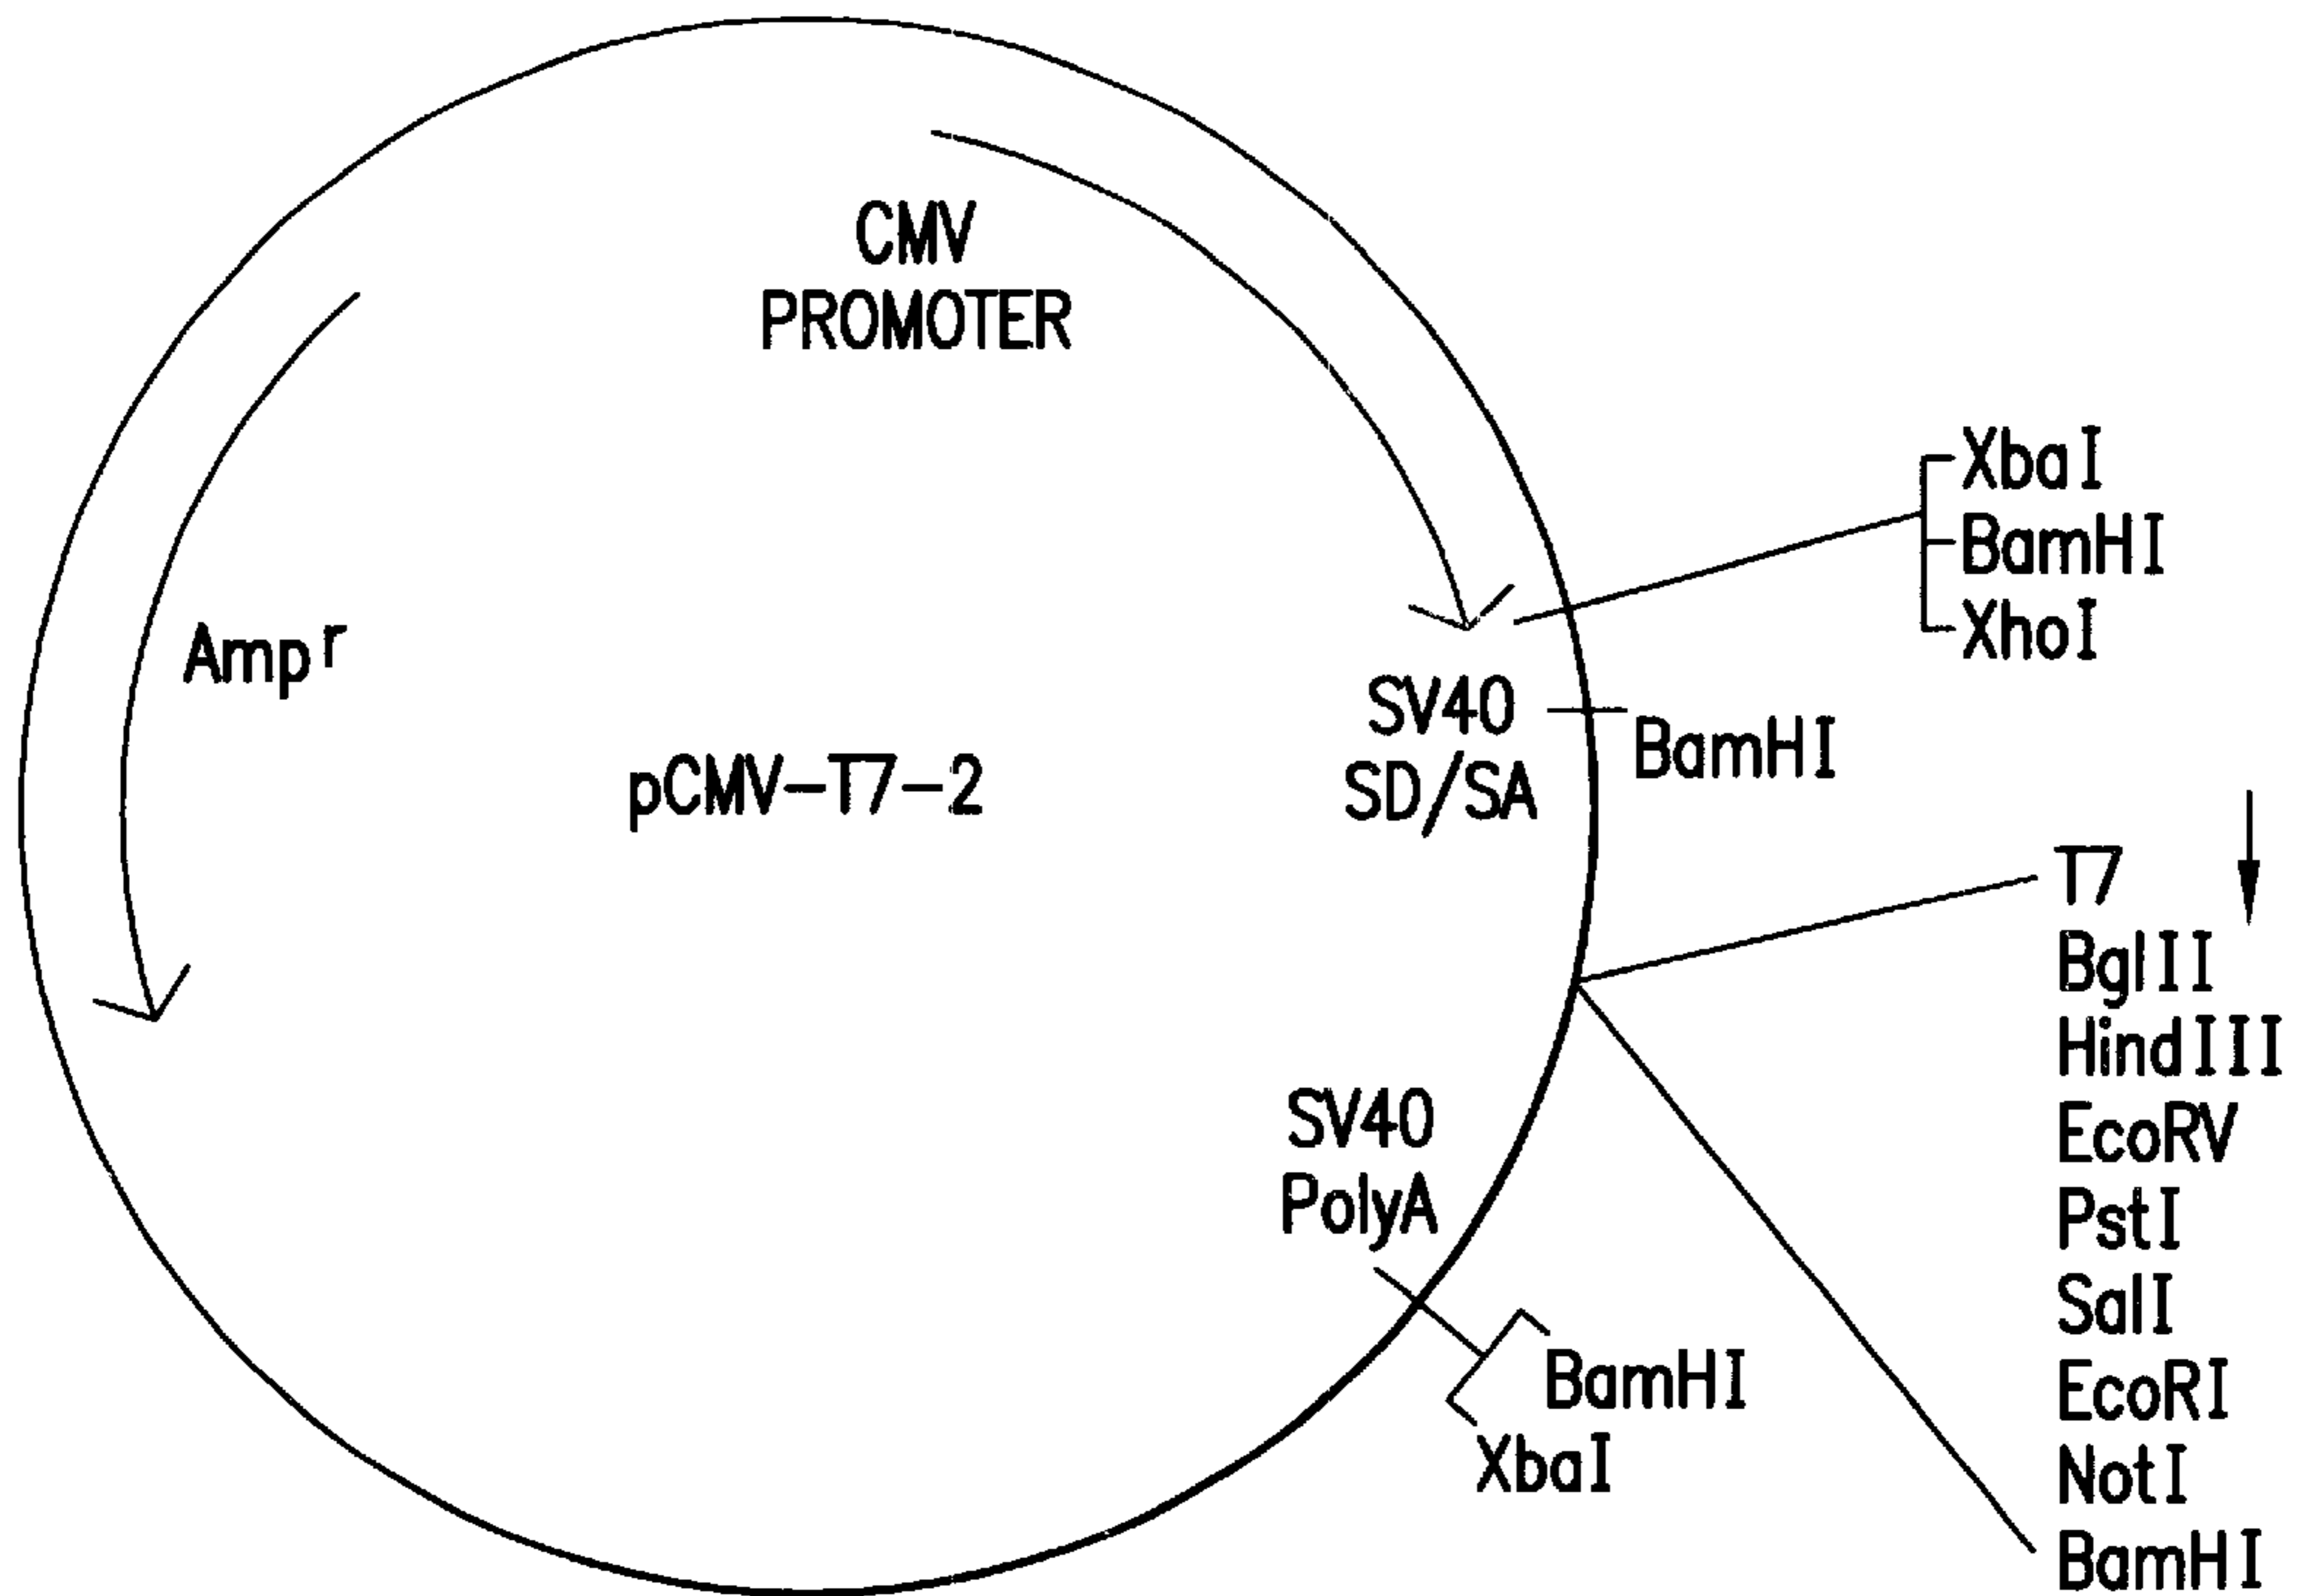 CMV
PROMOTER
XbaI
BamHI
XhoI
Ampʳ
SV40
SD/SA
BamHI
pCMV-T7-2
T7
BglII
HindIII
EcoRV
PstI
SalI
EcoRI
NotI
BamHI
SV40
PolyA
BamHI
XbaI